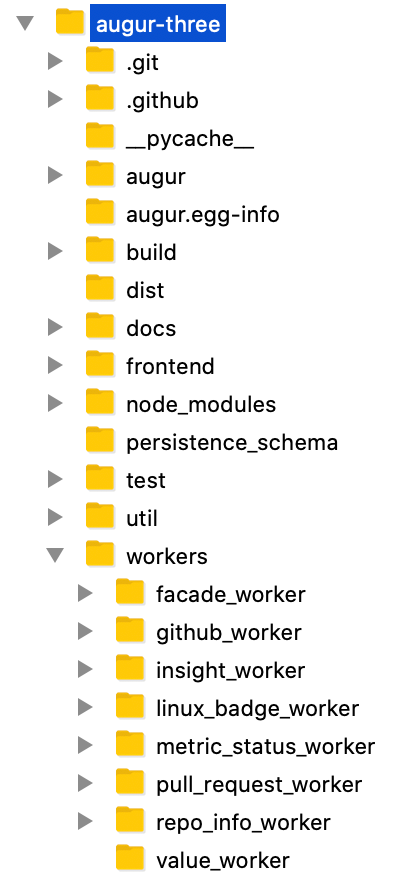 augur-three
.git
.github
__pycache__
augur
augur.egg-info
build
dist
docs
frontend
node_modules
persistence_schema
test
util
workers
facade_worker
github_worker
insight_worker
linux_badge_worker
metric_status_worker
pull_request_worker
repo_info_worker
value_worker